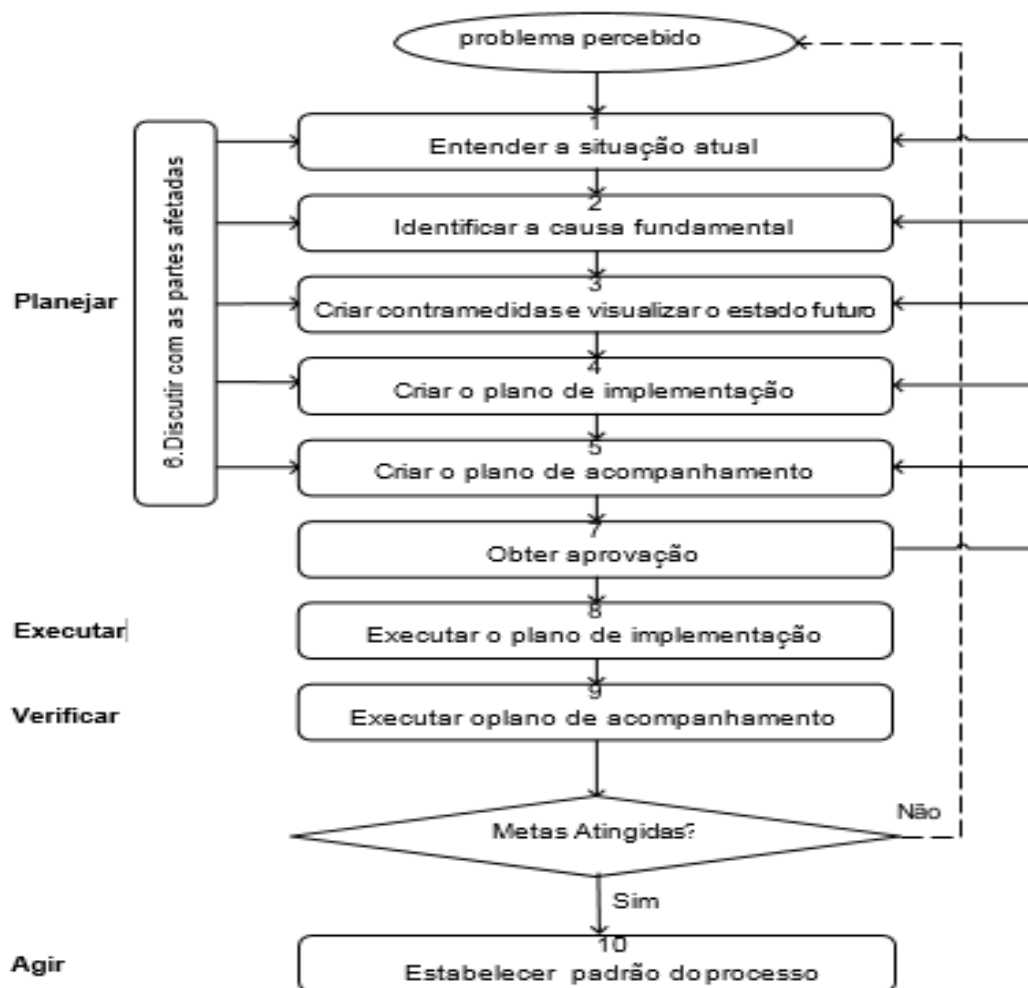 problema percebido
1
Entender a situação atual
2
Identificar a causa fundamental
3
Criar contramedidas e visualizar o estado futuro
4
Criar o plano de implementação
5
Criar o plano de acompanhamento
6.Discutir com as partes afetadas
Planejar
7
Obter aprovação
8
Executar
Executar o plano de implementação
9
Verificar
Executar oplano de acompanhamento
Metas Atingidas?
Não
Sim
10
Agir
Estabelecer padrão do processo